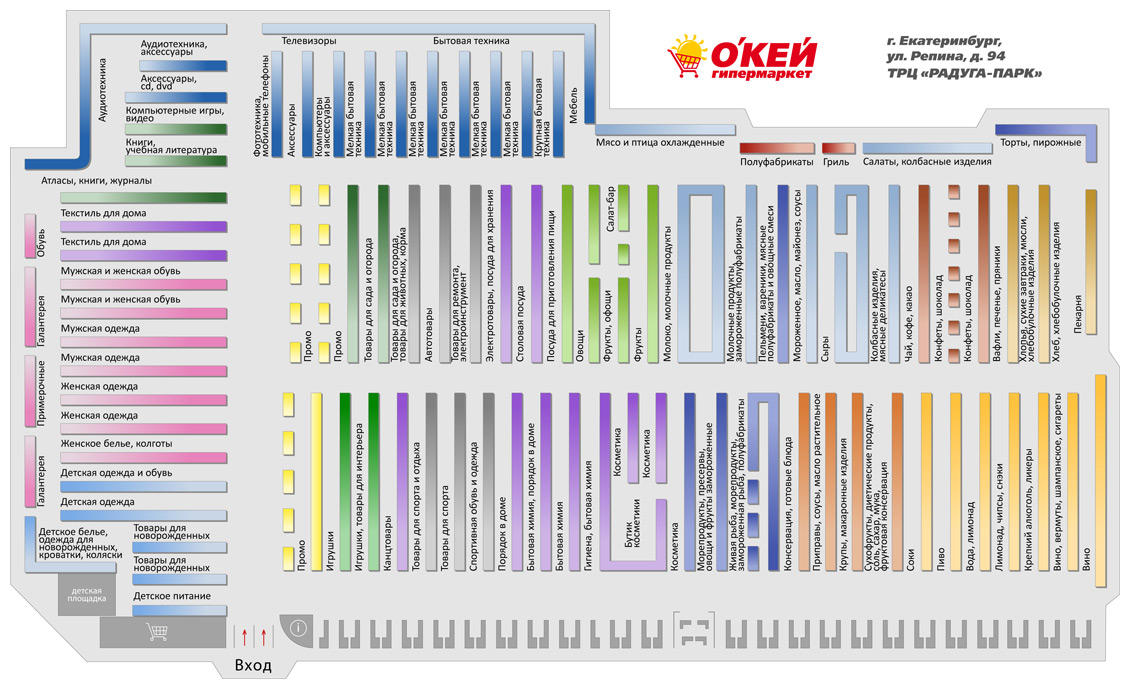 О'КЕЙ
гипермаркет
г. Екатеринбург,
ул. Репина, д. 94
ТРЦ «РАДУГА-ПАРК»
Аудиотехника
Аудиотехника,
аксессуары
Аксессуары,
cd, dvd
Компьютерные игры,
видео
Книги,
учебная литература
Атласы, книги, журналы
Текстиль для дома
Текстиль для дома
Мужская и женская обувь
Мужская и женская обувь
Мужская одежда
Мужская одежда
Женская одежда
Женская одежда
Женское белье, колготы
Детская одежда и обувь
Детская одежда
Обувь
Галантерея
Примерочные
Галантерея
Детское белье,
одежда для
новорожденных,
кроватки, коляски
Товары для
новорожденных
Товары для
новорожденных
Детское питание
детская
площадка
Вход
i
Телевизоры
Бытовая техника
Фототехника,
мобильные телефоны
Аксессуары
Компьютеры
и аксессуары
Мелкая бытовая
техника
Мелкая бытовая
техника
Мелкая бытовая
техника
Мелкая бытовая
техника
Мелкая бытовая
техника
Мелкая бытовая
техника
Крупная бытовая
техника
Мебель
Мясо и птица охлажденные
Полуфабрикаты
Гриль
Салаты, колбасные изделия
Торты, пирожные
Промо
Промо
Товары для сада и огорода
Товары для сада и огорода,
товары для животных, корма
Автотовары
Товары для ремонта,
электроинструмент
Электротовары, посуда для хранения
Столовая посуда
Посуда для приготовления пищи
Овощи
Фрукты, офощи
Салат-бар
Фрукты
Молоко, молочные продукты
Молочные продукты,
замороженные полуфабрикаты
Пельмени, вареники, мясные
полуфабрикаты и овощные смеси
Мороженное, масло, майонез, соусы
Сыры
Колбасные изделия,
мясные деликатесы
Чай, кофе, какао
Конфеты, шоколад
Конфеты, шоколад
Вафли, печенье, пряники
Хлопья, сухие завтраки, мюсли,
хлебобулочные изделия
Хлеб, хлебобулочные изделия
Пекарня
Промо
Игрушки
Игрушки, товары для интерьера
Канцтовары
Товары для спорта и отдыха
Товары для спорта
Спортивная обувь и одежда
Порядок в доме
Бытовая химия, порядок в доме
Бытовая химия
Гигиена, бытовая химия
Косметика
Косметика
Бутик
косметики
Косметика
Морепродукты, пресервы,
овощи и фрукты замороженные
Живая рыба, морепродукты,
замороженная рыба, полуфабрикаты
Консервация, готовые блюда
Приправы, соусы, масло растительное
Крупы, макаронные изделия
Сухофрукты, диетические продукты,
соль, сахар, мука,
фруктовая консервация
Соки
Пиво
Вода, лимонад
Лимонад, чипсы, снэки
Крепкий алкоголь, ликеры
Вино, вермуты, шампанское, сигареты
Вино